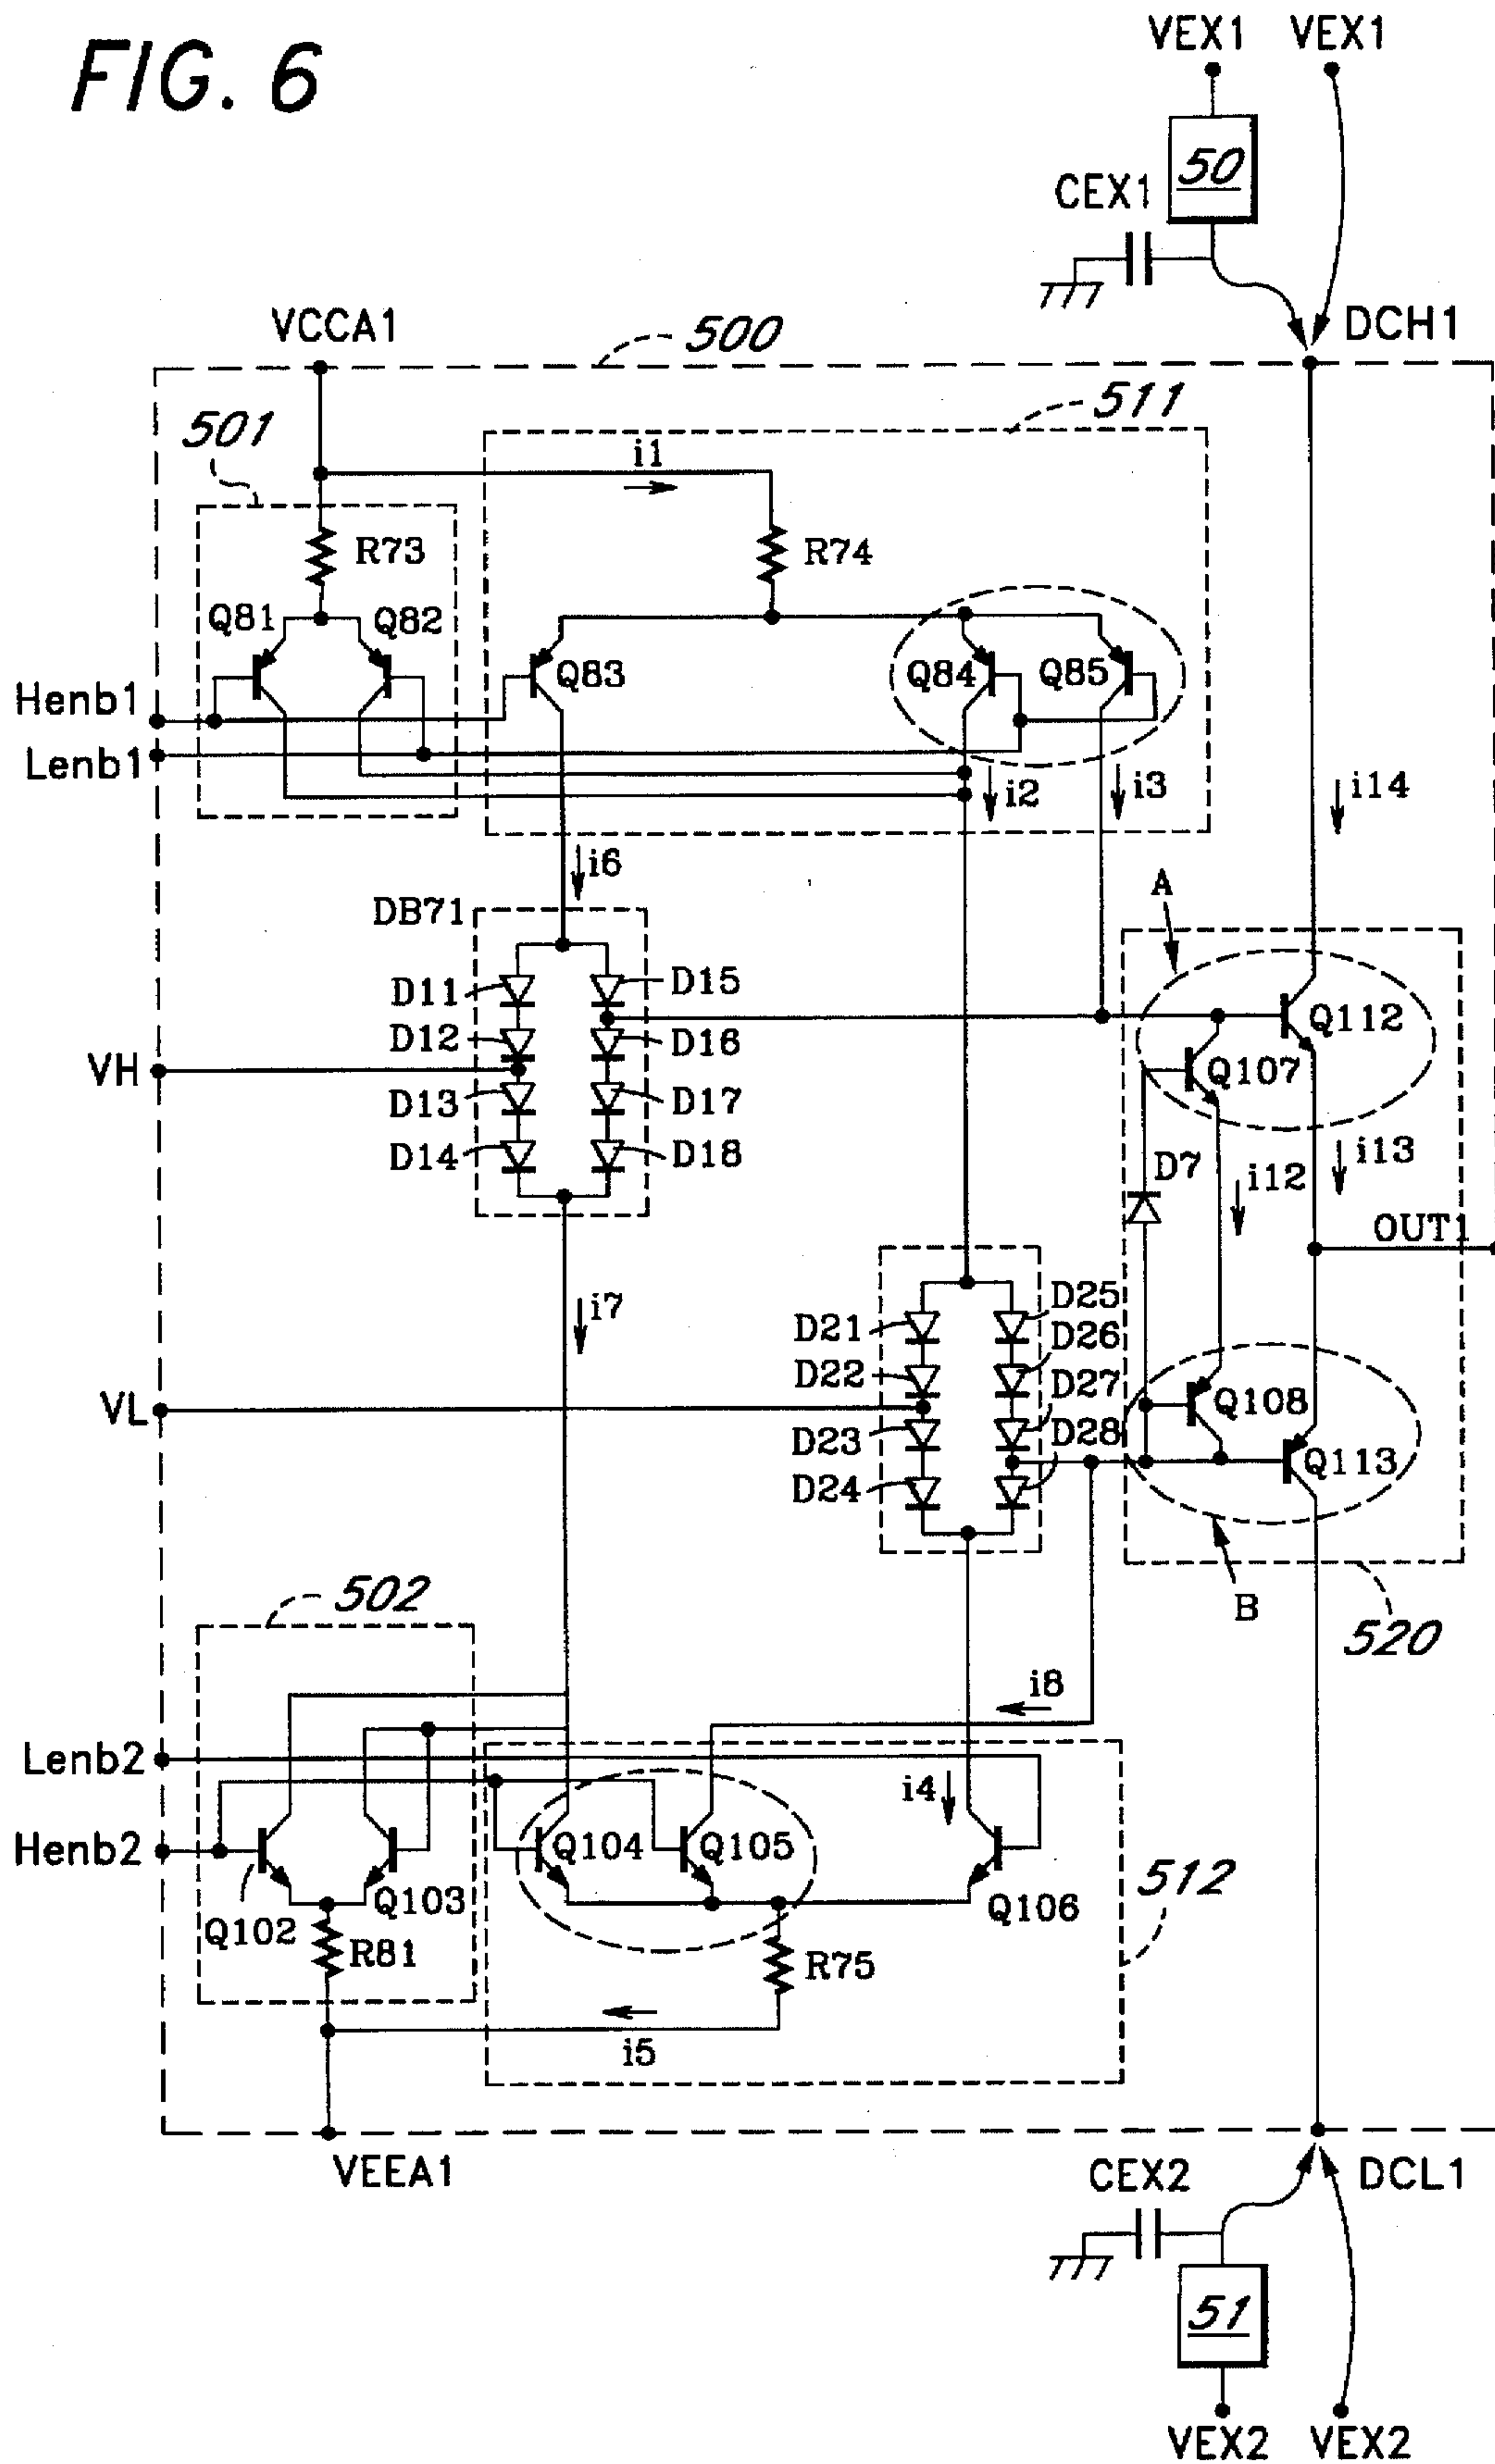 FIG. 6
VEX1 VEX1
50
CEX1
DCH1
VCCA1
500
511
501
i1
R73
R74
Q81
Q82
Q83
Q84
Q85
Henb1
Lenb1
i2
i3
i14
i6
A
DB71
D11
D15
D12
D16
Q112
VH
Q107
D13
D17
D14
D18
D7
i12
i13
OUT1
i7
D21
D25
D26
D22
D27
VL
Q108
D23
D28
Q113
D24
502
B
520
i8
Lenb2
i4
Henb2
Q104
Q105
512
Q103
Q106
Q102
R81
R75
i5
VEEA1
CEX2
DCL1
51
VEX2 VEX2